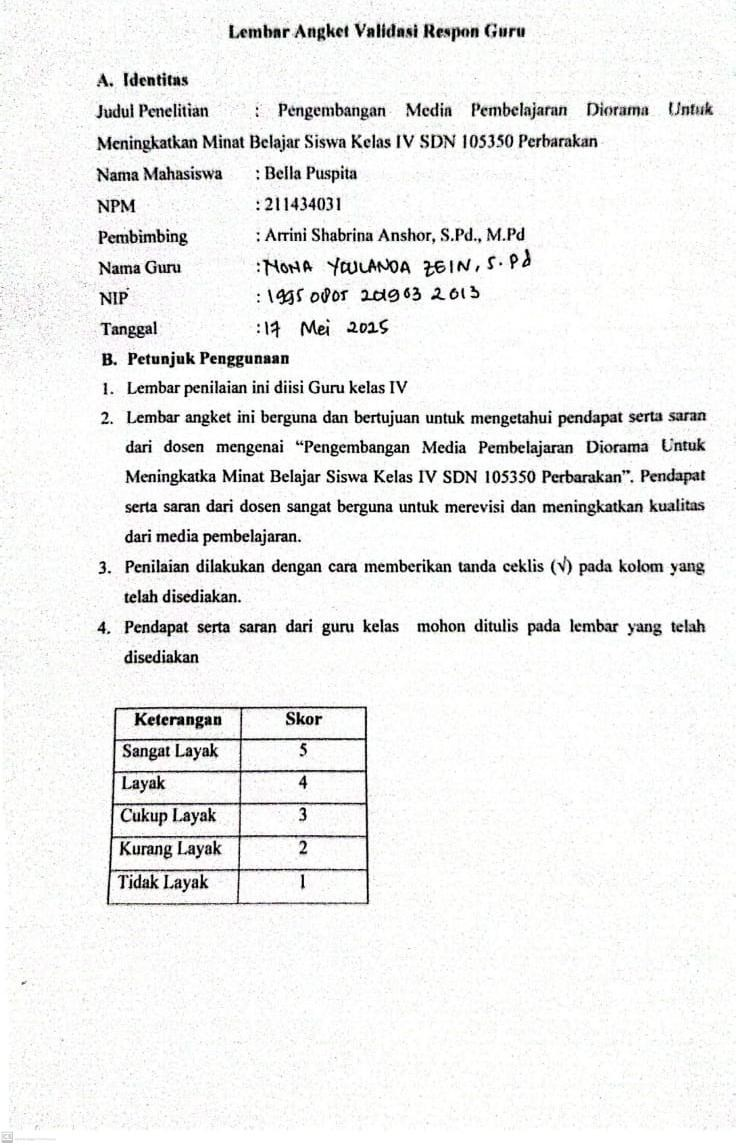 Lembar Angket Validasi Respon Guru
A. Identitas
Judul Penelitian : Pengembangan Media Pembelajaran Diorama Untuk
Meningkatkan Minat Belajar Siswa Kelas IV SDN 105350 Perbarakan
Nama Mahasiswa : Bella Puspita
NPM : 211434031
Pembimbing : Arrini Shabrina Anshor, S.Pd., M.Pd
Nama Guru : MONA YOULANDA ZEIN, S.Pd
NIP : 19950805 201903 2013
Tanggal : 17 Mei 2025
B. Petunjuk Penggunaan
1. Lembar penilaian ini diisi Guru kelas IV
2. Lembar angket ini berguna dan bertujuan untuk mengetahui pendapat serta saran
dari dosen mengenai “Pengembangan Media Pembelajaran Diorama Untuk
Meningkatka Minat Belajar Siswa Kelas IV SDN 105350 Perbarakan”. Pendapat
serta saran dari dosen sangat berguna untuk merevisi dan meningkatkan kualitas
dari media pembelajaran.
3. Penilaian dilakukan dengan cara memberikan tanda ceklis (√) pada kolom yang
telah disediakan.
4. Pendapat serta saran dari guru kelas mohon ditulis pada lembar yang telah
disediakan
Keterangan Skor
Sangat Layak 5
Layak 4
Cukup Layak 3
Kurang Layak 2
Tidak Layak 1